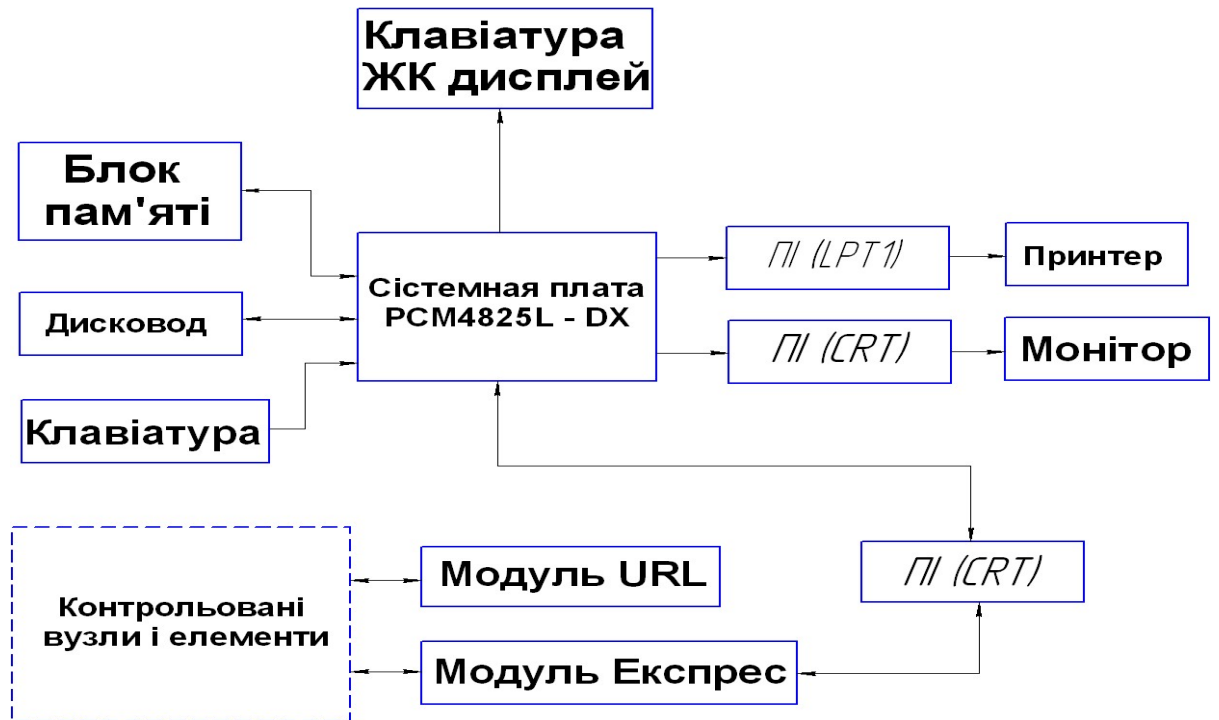 Клавіатура
ЖК дисплей
Блок
пам'яті
Сістемная плата
PCM4825L - DX
ПІ (LPT1)
Принтер
Дисковод
ПІ (CRT)
Монітор
Клавіатура
ПІ (CRT)
Модуль URL
Контрольовані
вузли і елементи
Модуль Експрес